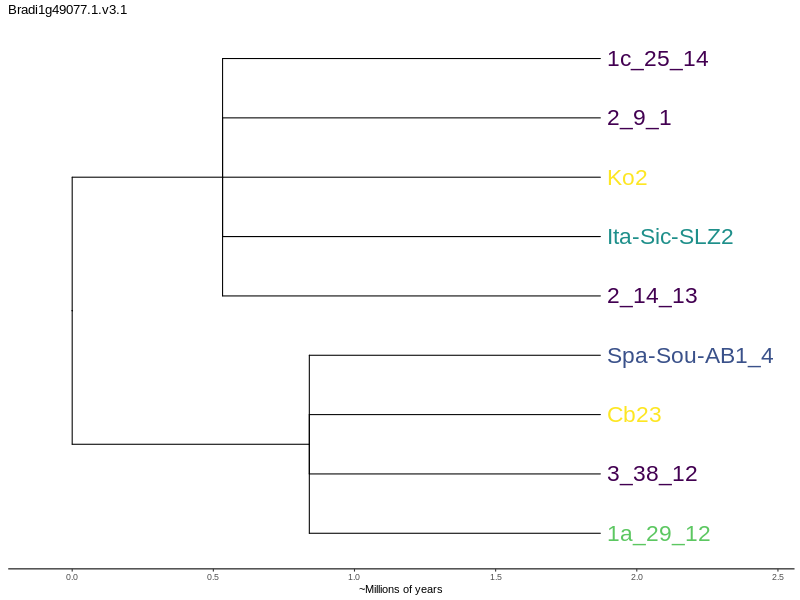 Bradi1g49077.1.v3.1
1c_25_14
2_9_1
Ko2
Ita-Sic-SLZ2
2_14_13
Spa-Sou-AB1_4
Cb23
3_38_12
1a_29_12
0.0 0.5 1.0 1.5 2.0 2.5
~Millions of years